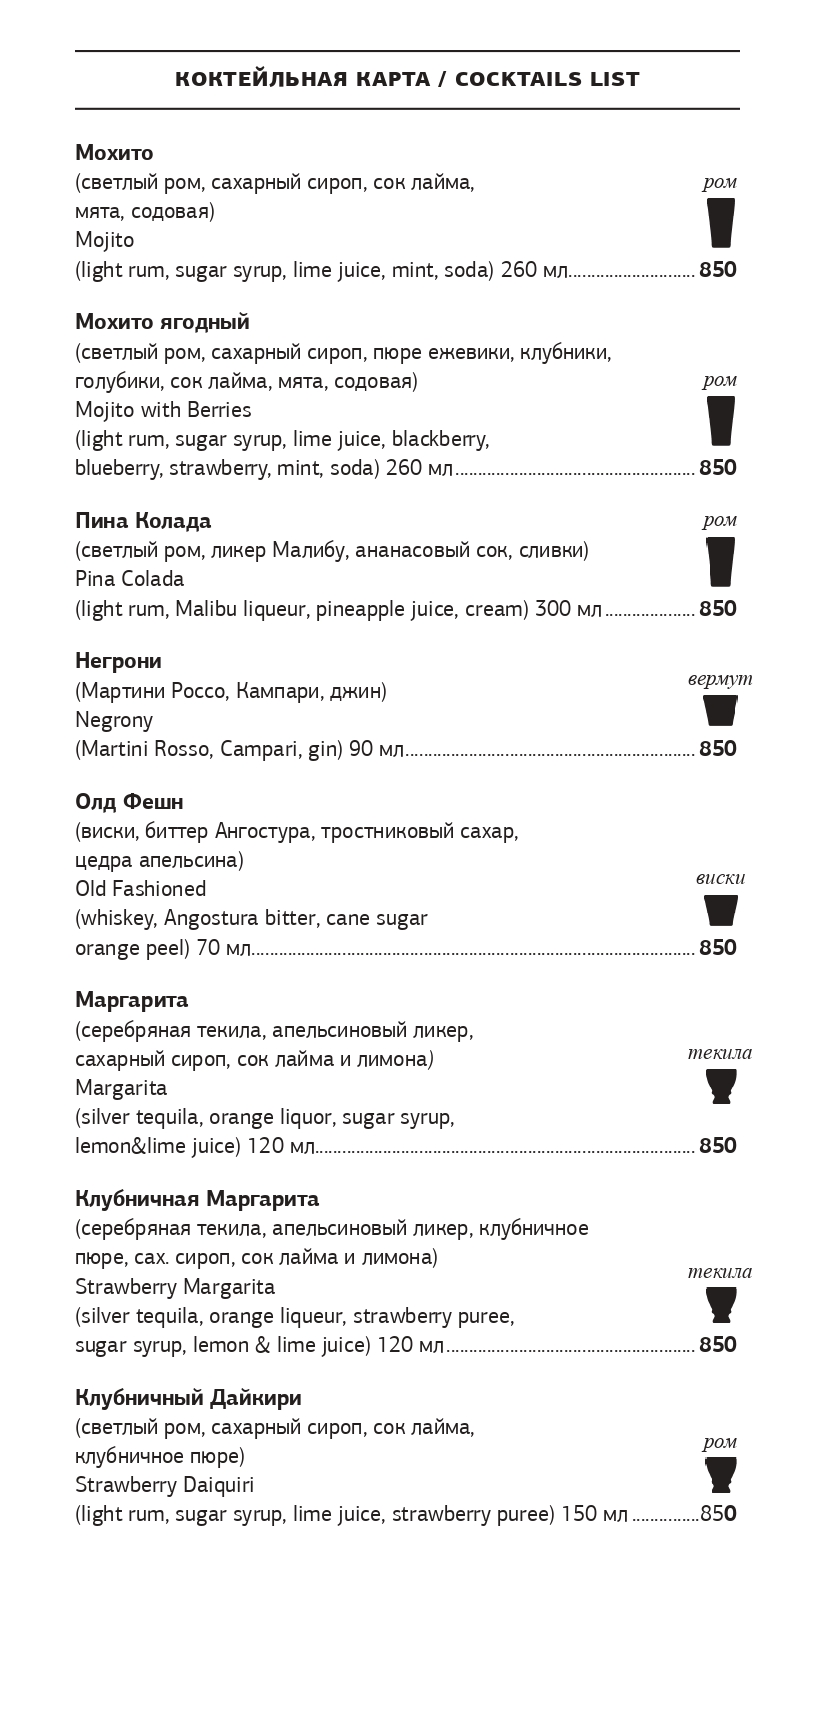 КОКТЕЙЛЬНАЯ КАРТА / COCKTAILS LIST
Мохито
(светлый ром, сахарный сироп, сок лайма,
ром
мята, содовая)
Mojito
(light rum, sugar syrup, lime juice, mint, soda) 260 мл........................... 850
Мохито ягодный
(светлый ром, сахарный сироп, пюре ежевики, клубники,
голубики, сок лайма, мята, содовая)
ром
Mojito with Berries
(light rum, sugar syrup, lime juice, blackberry,
blueberry, strawberry, mint, soda) 260 мл.................................................... 850
Пина Колада
ром
(светлый ром, ликер Малибу, ананасовый сок, сливки)
Pina Colada
(light rum, Malibu liqueur, pineapple juice, cream) 300 мл.................... 850
Негрони
вермут
(Мартини Россо, Кампари, джин)
Negrony
(Martini Rosso, Campari, gin) 90 мл............................................................... 850
Олд Фешн
(виски, биттер Ангостура, тростниковый сахар,
цедра апельсина)
виски
Old Fashioned
(whiskey, Angostura bitter, cane sugar
orange peel) 70 мл................................................................................................. 850
Маргарита
(серебряная текила, апельсиновый ликер,
сахарный сироп, сок лайма и лимона)
текила
Margarita
(silver tequila, orange liquor, sugar syrup,
lemon&lime juice) 120 мл................................................................................... 850
Клубничная Маргарита
(серебряная текила, апельсиновый ликер, клубничное
пюре, сах. сироп, сок лайма и лимона)
текила
Strawberry Margarita
(silver tequila, orange liqueur, strawberry puree,
sugar syrup, lemon & lime juice) 120 мл...................................................... 850
Клубничный Дайкири
(светлый ром, сахарный сироп, сок лайма,
ром
клубничное пюре)
Strawberry Daiquiri
(light rum, sugar syrup, lime juice, strawberry puree) 150 мл ...............850